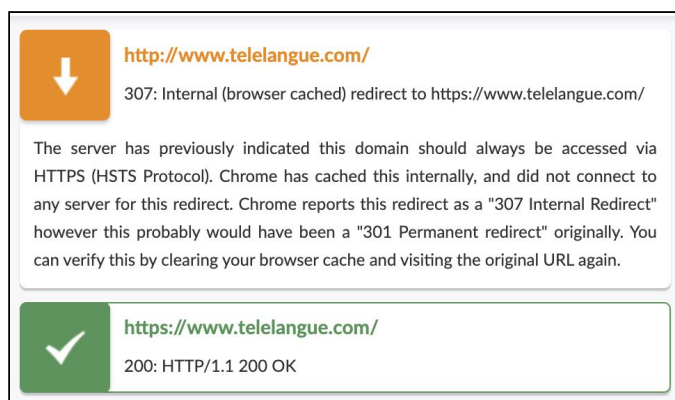 http://www.telelangue.com/
307: Internal (browser cached) redirect to https://www.telelangue.com/
The server has previously indicated this domain should always be accessed via
HTTPS (HSTS Protocol). Chrome has cached this internally, and did not connect to
any server for this redirect. Chrome reports this redirect as a "307 Internal Redirect"
however this probably would have been a "301 Permanent redirect" originally. You
can verify this by clearing your browser cache and visiting the original URL again.
https://www.telelangue.com/
200: HTTP/1.1 200 OK